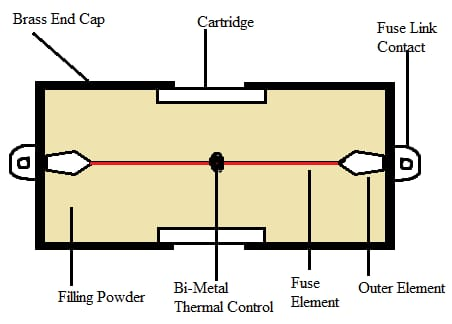 Brass End Cap
Cartridge
Fuse Link
Contact
Filling Powder
Bi-Metal
Thermal Control
Fuse
Element
Outer Element